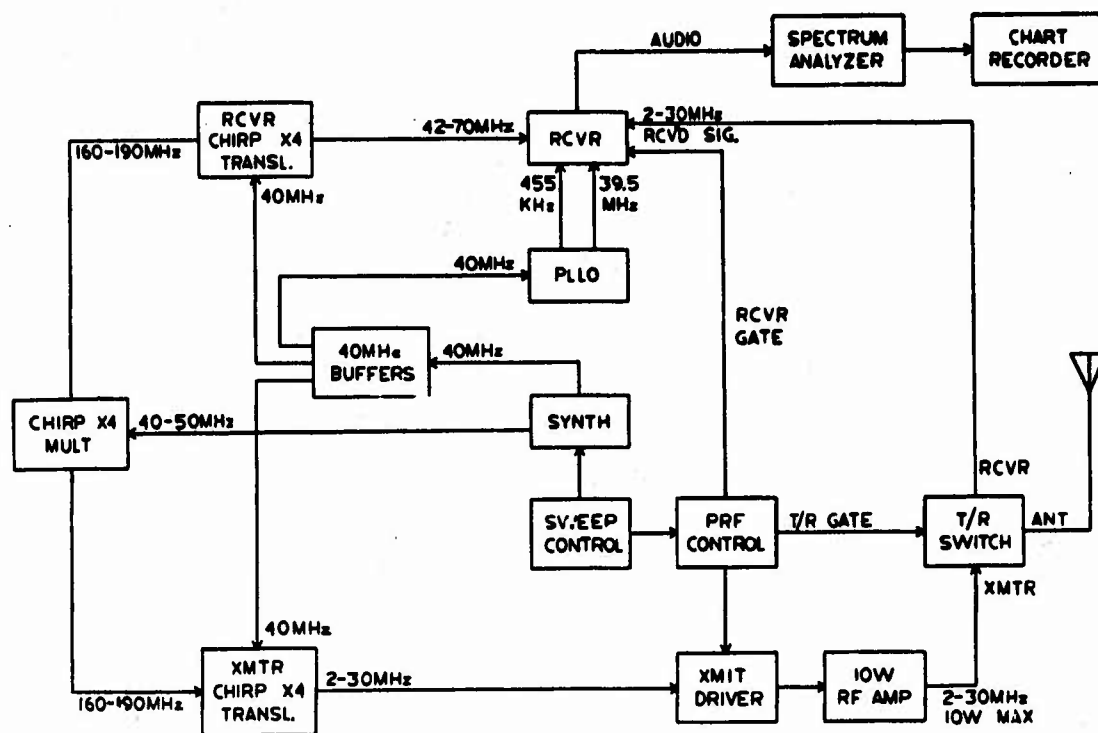 AUDIO
SPECTRUM
ANALYZER
CHART
RECORDER
RCVR
CHIRP X4
TRANSL.
160-190MHz
42-70MHz
RCVR
2-30MHz
RCVD SIG.
40MHz
455
KHz
39.5
MHz
40MHz
PLLO
RCVR
GATE
40MHz
BUFFERS
40MHz
CHIRP X4
MULT
40-50MHz
SYNTH
RCVR
SWEEP
CONTROL
PRF
CONTROL
T/R GATE
T/R
SWITCH
ANT
XMTR
40MHz
XMTR
CHIRP X4
TRANSL.
160-190MHz
2-30MHz
XMIT
DRIVER
10W
RF AMP
2-30MHz
10W MAX